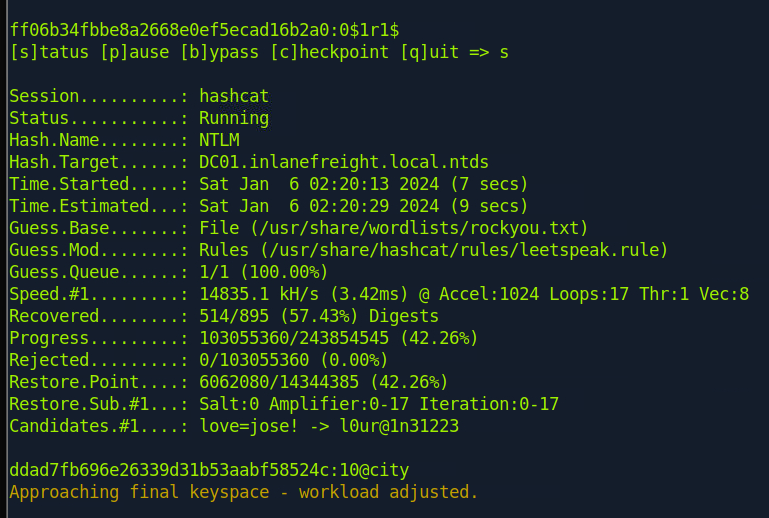 ff06b34fbbe8a2668e0ef5ecad16b2a0:0$1r1$
[s]tatus [p]ause [b]ypass [c]heckpoint [q]uit => s
Session..........: hashcat
Status...........: Running
Hash.Name........: NTLM
Hash.Target......: DC01.inlanefreight.local.ntds
Time.Started.....: Sat Jan  6 02:20:13 2024 (7 secs)
Time.Estimated...: Sat Jan  6 02:20:29 2024 (9 secs)
Guess.Base.......: File (/usr/share/wordlists/rockyou.txt)
Guess.Mod........: Rules (/usr/share/hashcat/rules/leetspeak.rule)
Guess.Queue......: 1/1 (100.00%)
Speed.#1.........: 14835.1 kH/s (3.42ms) @ Accel:1024 Loops:17 Thr:1 Vec:8
Recovered........: 514/895 (57.43%) Digests
Progress.........: 103055360/243854545 (42.26%)
Rejected.........: 0/103055360 (0.00%)
Restore.Point....: 6062080/14344385 (42.26%)
Restore.Sub.#1...: Salt:0 Amplifier:0-17 Iteration:0-17
Candidates.#1....: love=jose! -> l0ur@1n31223
ddad7fb696e26339d31b53aabf58524c:10@city
Approaching final keyspace - workload adjusted.